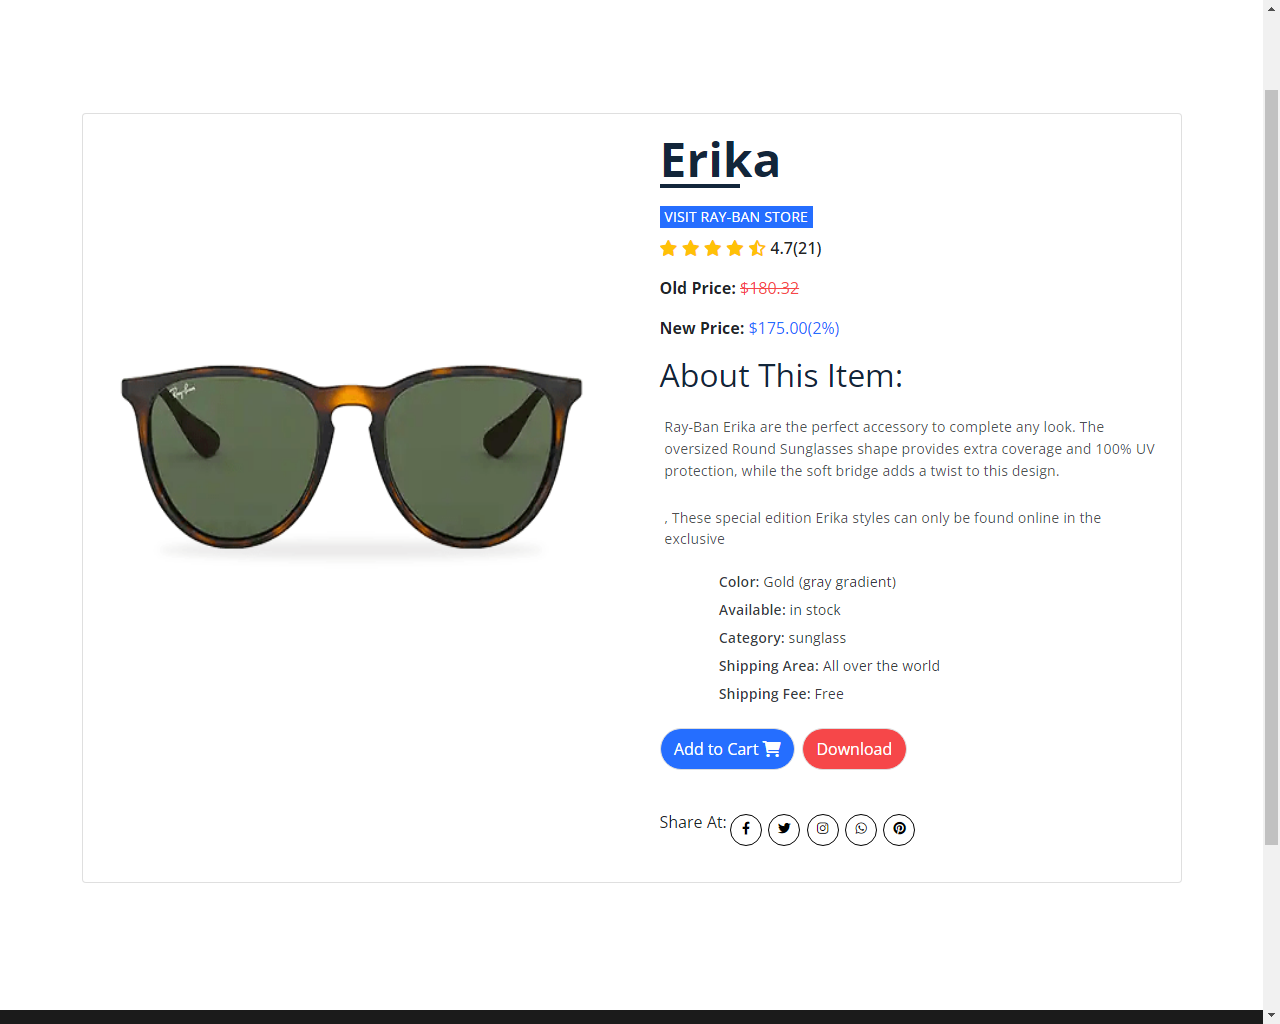 Erika
VISIT RAY-BAN STORE
4.7(21)
Old Price: $180.32
New Price: $175.00(2%)
About This Item:
Ray-Ban Erika are the perfect accessory to complete any look. The
oversized Round Sunglasses shape provides extra coverage and 100% UV
protection, while the soft bridge adds a twist to this design.
, These special edition Erika styles can only be found online in the
exclusive
Color: Gold (gray gradient)
Available: in stock
Category: sunglass
Shipping Area: All over the world
Shipping Fee: Free
Add to Cart
Download
Share At:
Ray-Ban